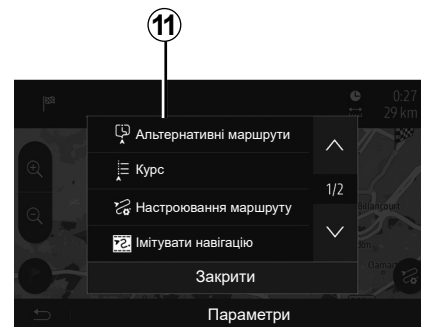 11
0:27
29 km
Альтернативні маршрути
Курс
1/2
Настроювання маршруту
Імітувати навігацію
Закрити
Параметри